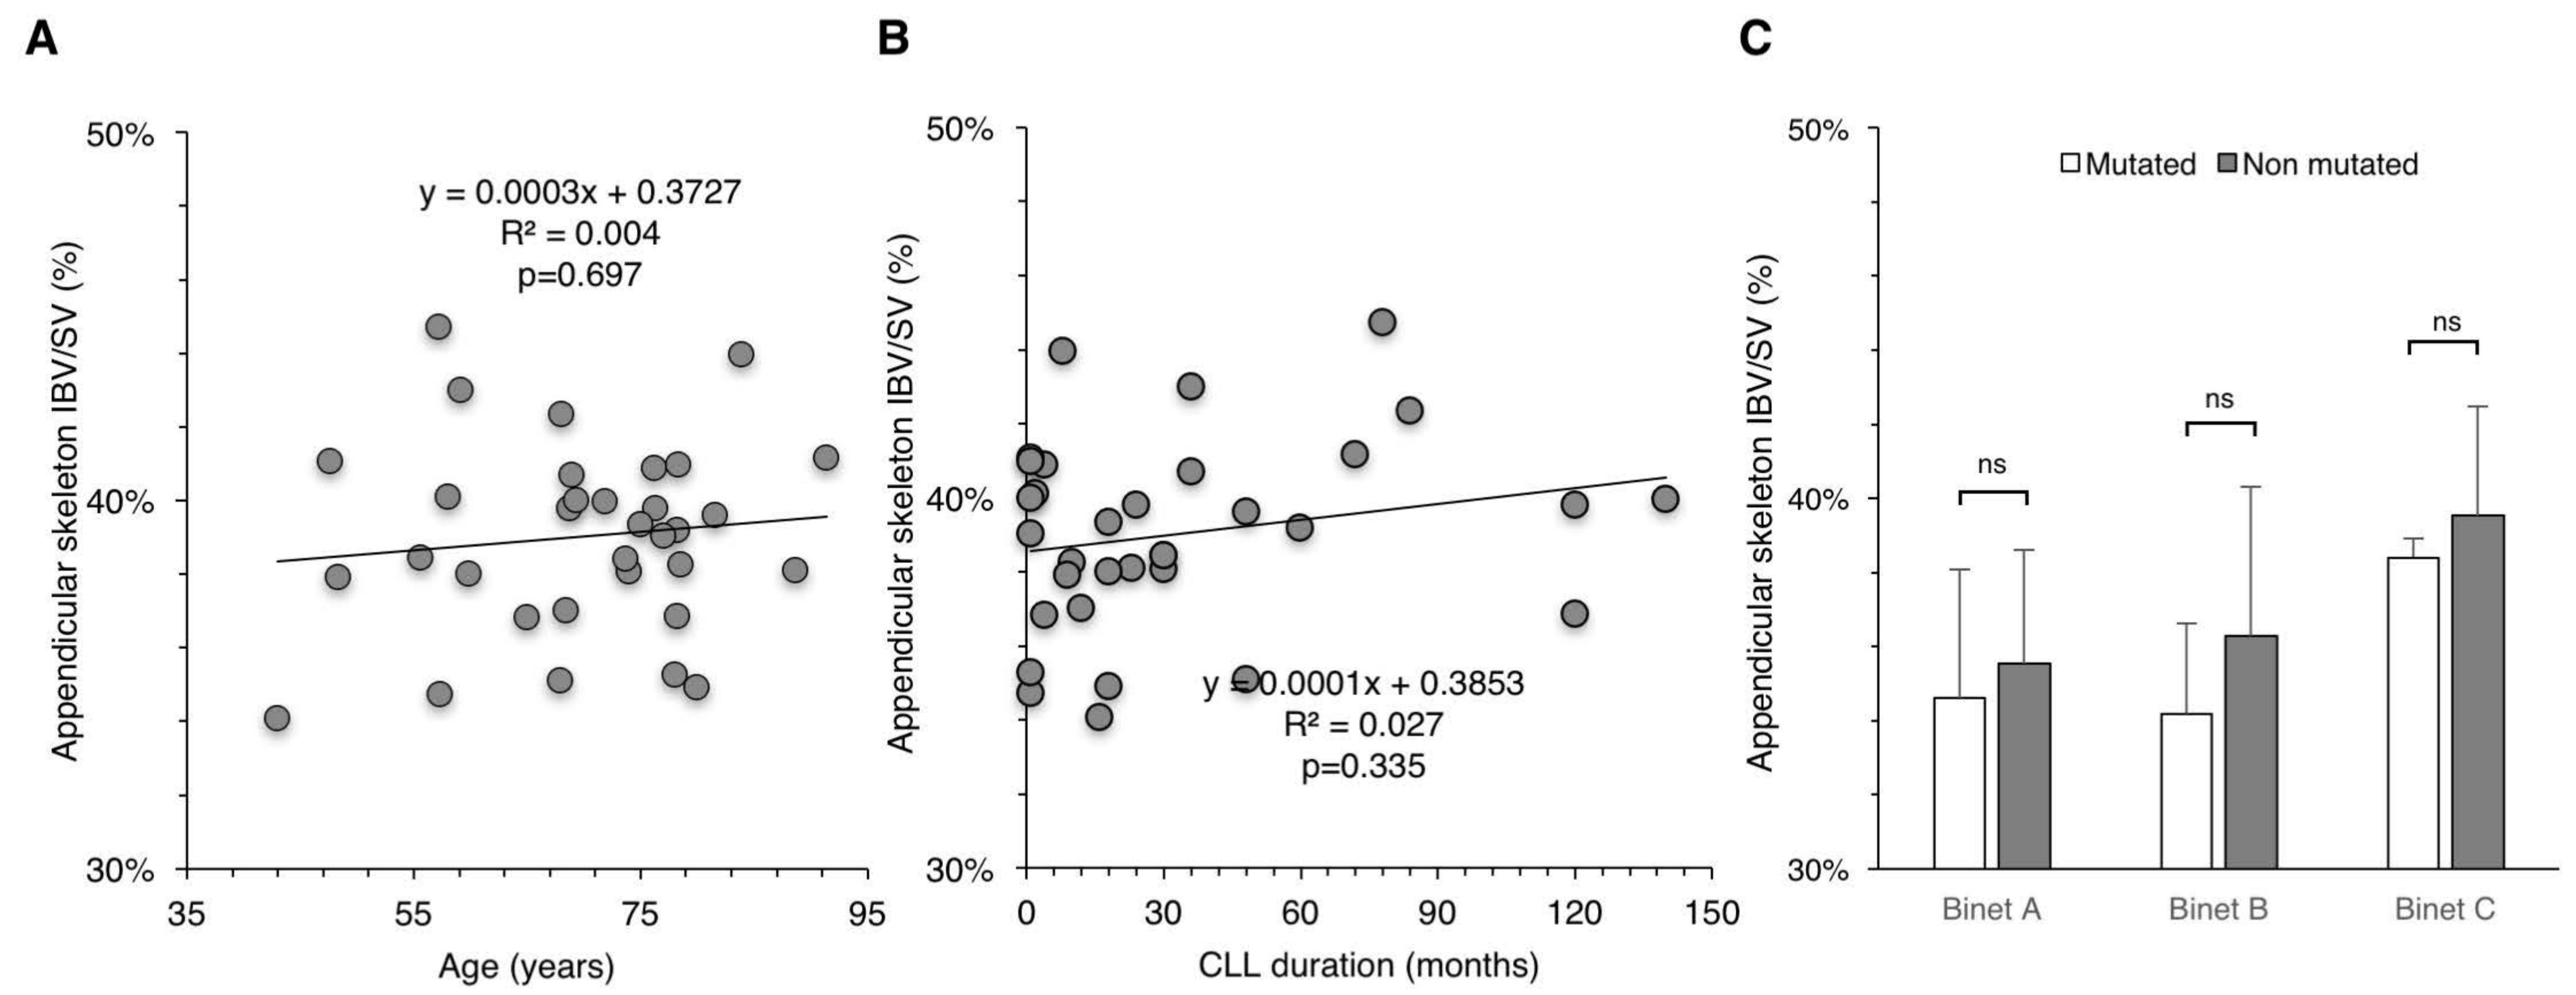 A
Appendicular skeleton IBV/SV (%)
50%
40%
30%
y = 0.0003x + 0.3727
R² = 0.004
p=0.697
35 55 75 95
Age (years)
B
Appendicular skeleton IBV/SV (%)
50%
40%
30%
y = 0.0001x + 0.3853
R² = 0.027
p=0.335
0 30 60 90 120 150
CLL duration (months)
C
Appendicular skeleton IBV/SV (%)
50%
40%
30%
Mutated Non mutated
ns
ns
ns
Binet A Binet B Binet C